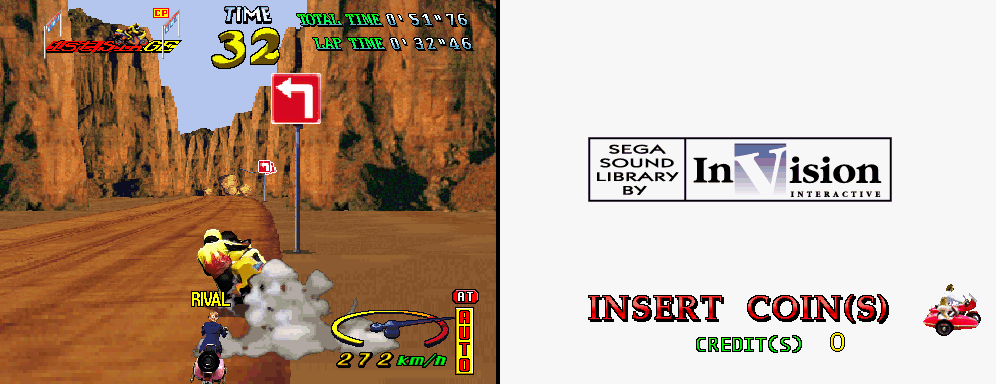 CP
TIME
32
TOTAL TIME 0'51"76
LAP TIME 0'32"46
RIVAL
AT
AUTO
272 km/h
SEGA
SOUND
LIBRARY
BY
InVision
INTERACTIVE
INSERT COIN(S)
CREDIT(S) 0